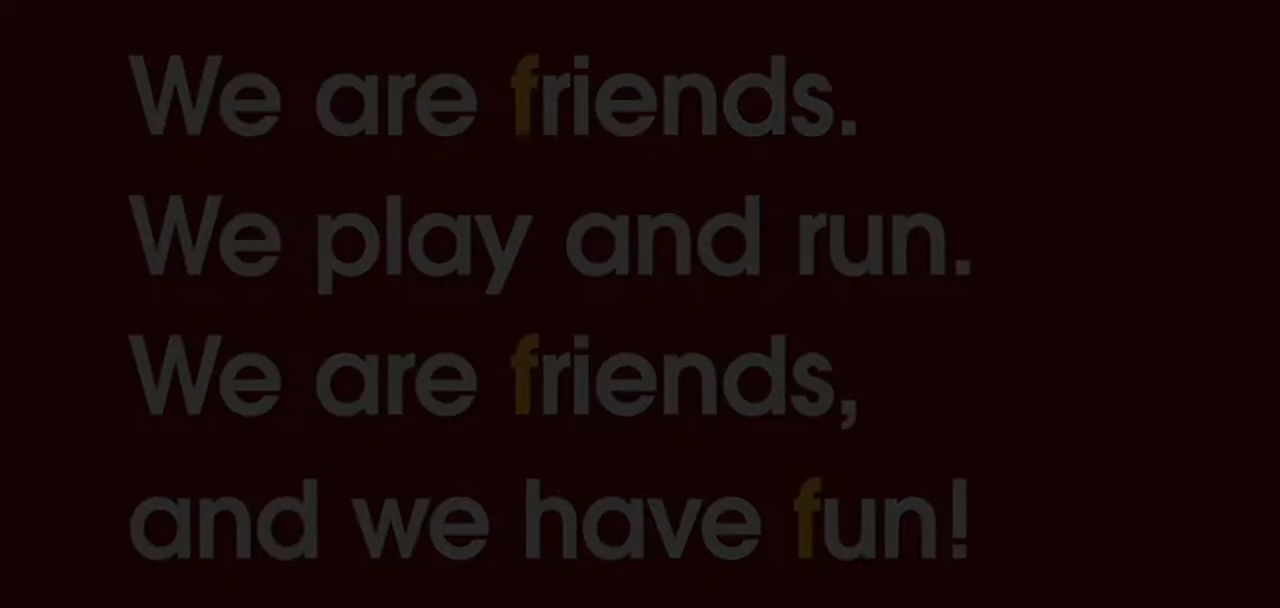 We are friends.
We play and run.
We are friends,
and we have fun!